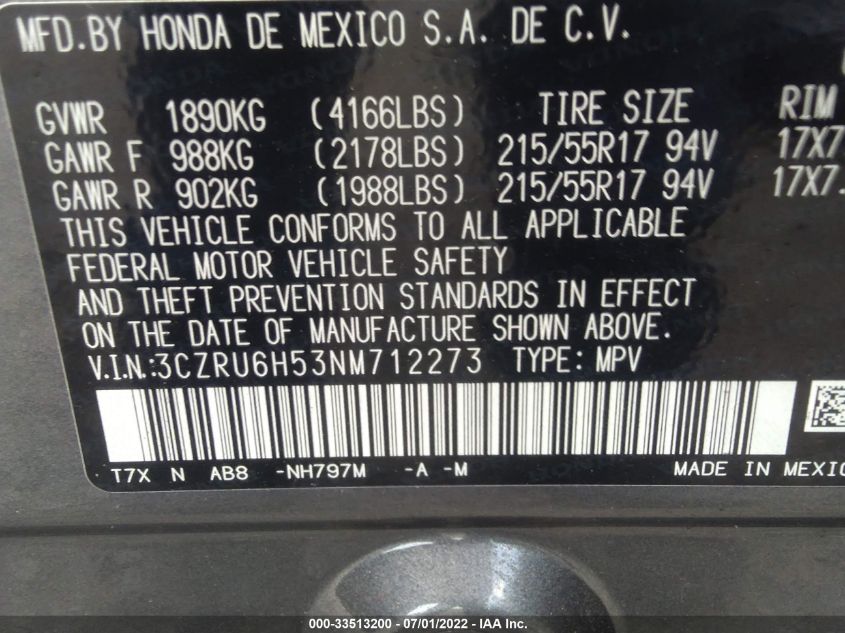 MFD.BY HONDA DE MEXICO S.A. DE C.V.
GVWR 1890KG (4166LBS) TIRE SIZE RIM
GAWR F 988KG (2178LBS) 215/55R17 94V 17X7
GAWR R 902KG (1988LBS) 215/55R17 94V 17X7.
THIS VEHICLE CONFORMS TO ALL APPLICABLE
FEDERAL MOTOR VEHICLE SAFETY
AND THEFT PREVENTION STANDARDS IN EFFECT
ON THE DATE OF MANUFACTURE SHOWN ABOVE.
V.I.N.:3CZRU6H53NM712273 TYPE: MPV
T7X N AB8 -NH797M -A -M MADE IN MEXICO
000-33513200 - 07/01/2022 - IAA Inc.